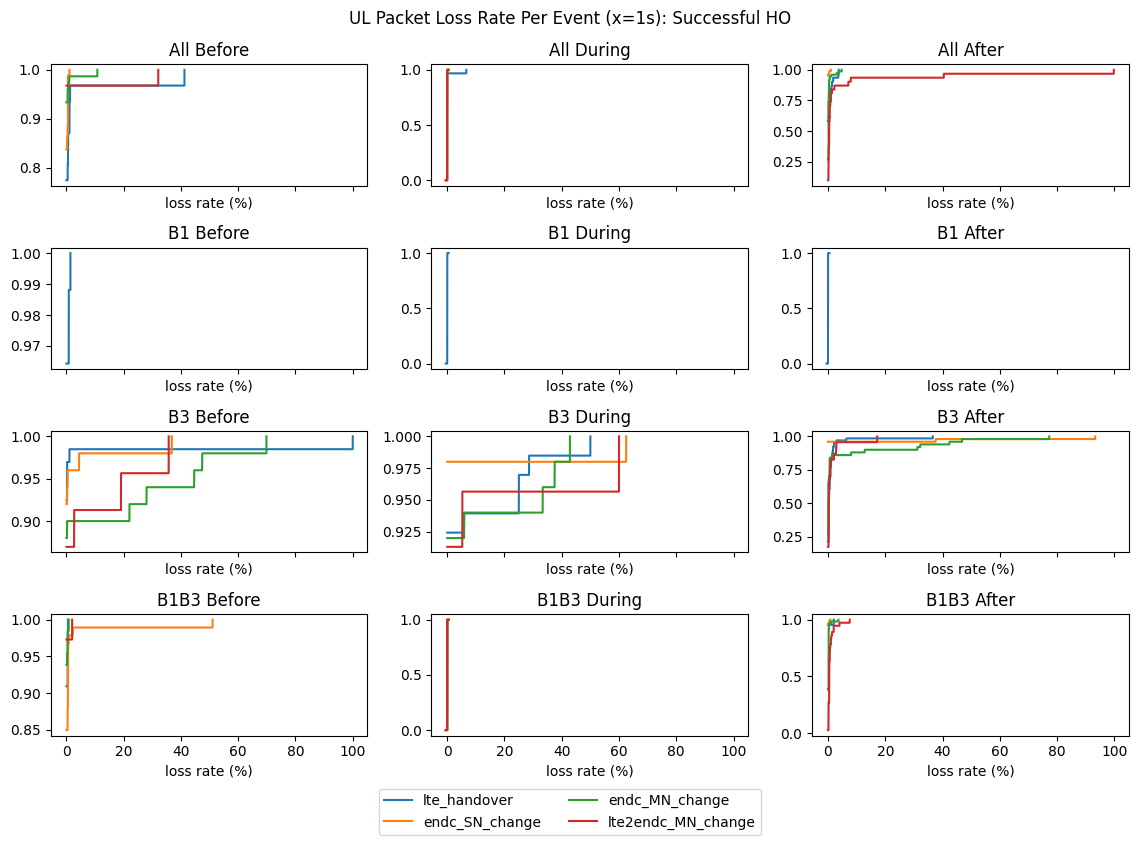 UL Packet Loss Rate Per Event (x=1s): Successful HO
All Before
All During
All After
1.0
0.9
0.8
1.0
0.5
0.0
1.00
0.75
0.50
0.25
loss rate (%)
loss rate (%)
loss rate (%)
B1 Before
B1 During
B1 After
1.00
0.99
0.98
0.97
1.0
0.5
0.0
1.0
0.5
0.0
loss rate (%)
loss rate (%)
loss rate (%)
B3 Before
B3 During
B3 After
1.00
0.95
0.90
1.000
0.975
0.950
0.925
1.00
0.75
0.50
0.25
loss rate (%)
loss rate (%)
loss rate (%)
B1B3 Before
B1B3 During
B1B3 After
1.00
0.95
0.90
0.85
1.0
0.5
0.0
1.0
0.5
0.0
0 20 40 60 80 100
0 20 40 60 80 100
0 20 40 60 80 100
loss rate (%)
loss rate (%)
loss rate (%)
lte_handover
endc_SN_change
endc_MN_change
lte2endc_MN_change